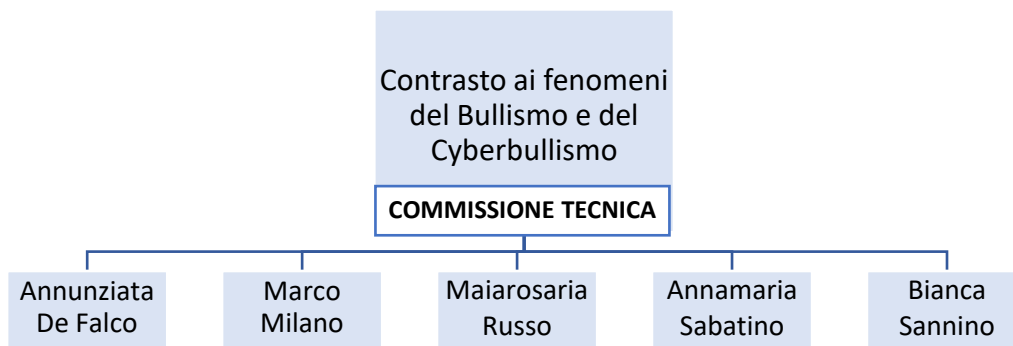 Contrasto ai fenomeni
del Bullismo e del
Cyberbullismo
COMMISSIONE TECNICA
Annunziata
De Falco
Marco
Milano
Maiarosaria
Russo
Annamaria
Sabatino
Bianca
Sannino